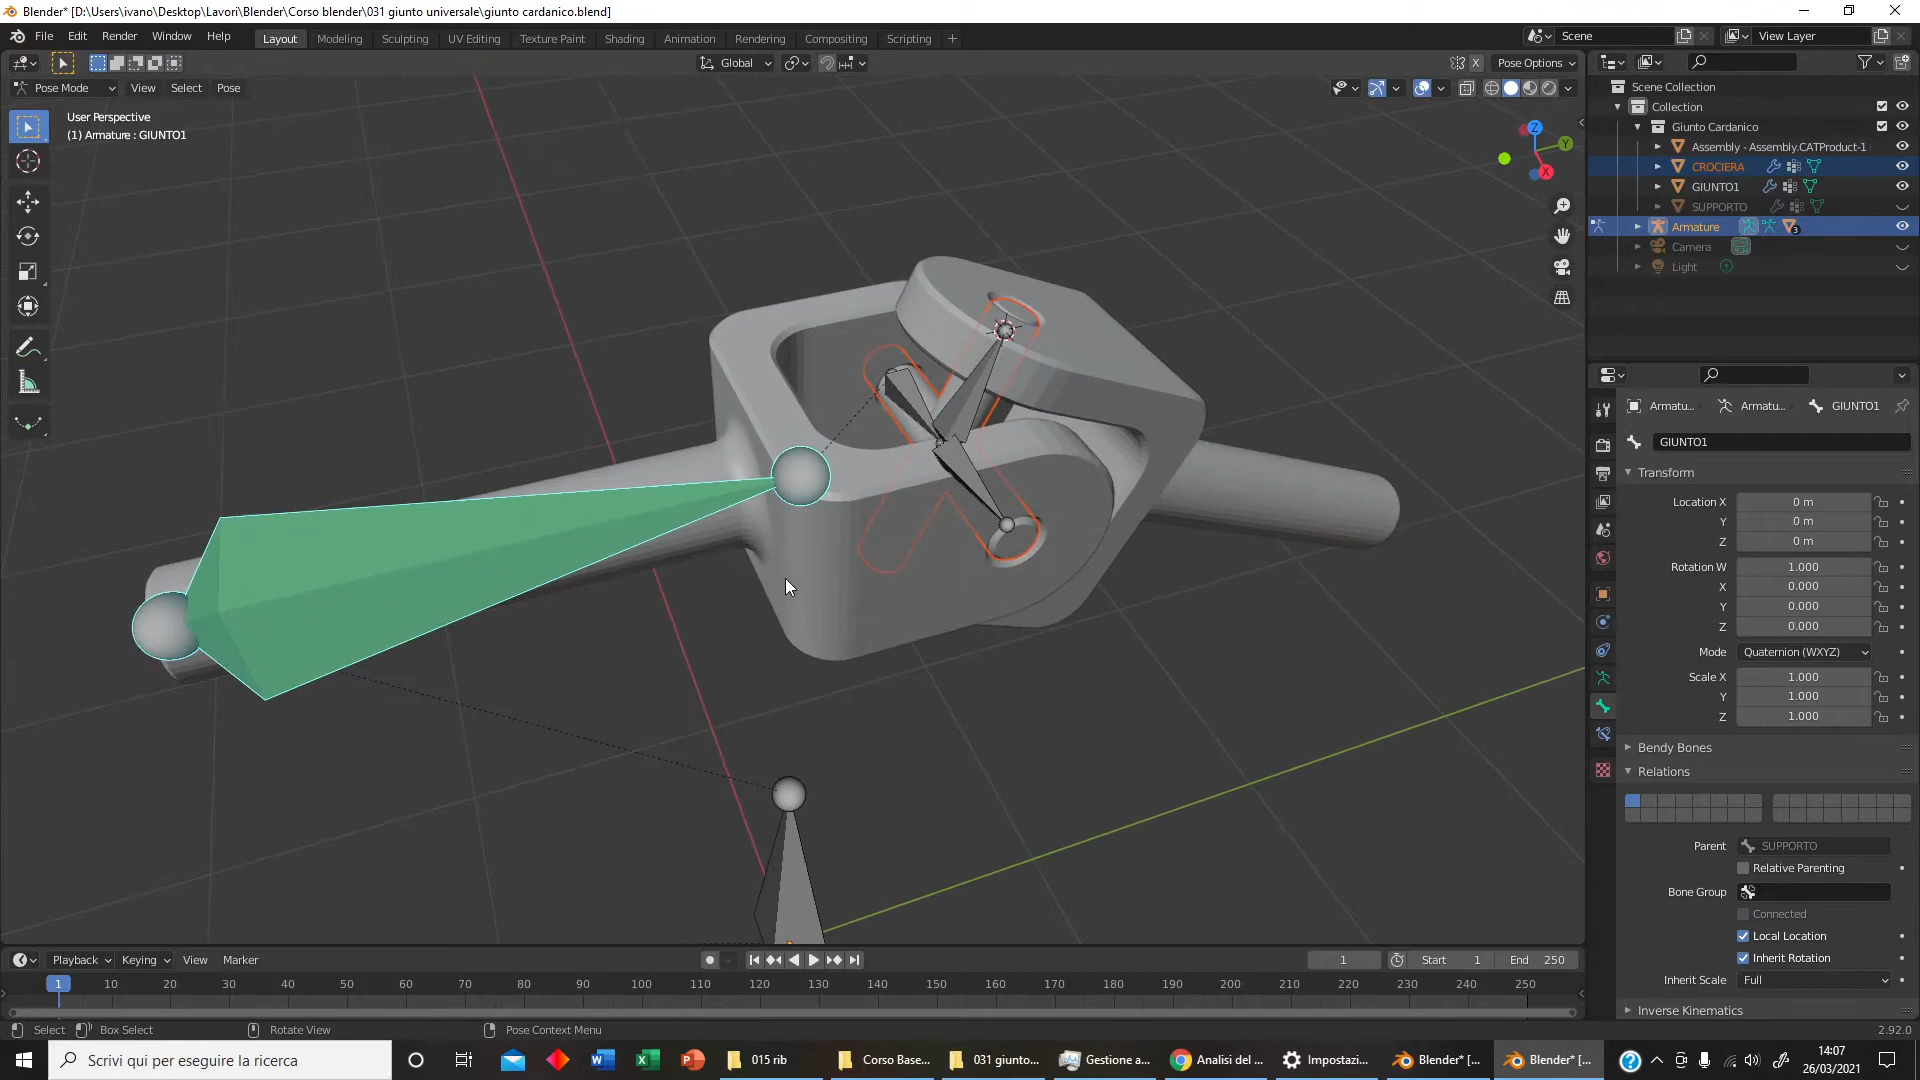 Blender* [D:\Users\ivano\Desktop\Lavori\Blender\Corso blender\031 giunto universale\giunto cardanico.blend]
File Edit Render Window Help Layout Modeling Sculpting UV Editing Texture Paint Shading Animation Rendering Compositing Scripting + Scene View Layer
Global X Pose Options
Pose Mode View Select Pose
User Perspective
(1) Armature : GIUNTO1
Z
Y
X
Scene Collection
Collection
Giunto Cardanico
Assembly - Assembly.CATProduct-1
CROCIERA
GIUNTO1
SUPPORTO
Armature 3
Camera
Light
Armatu... Armatu... GIUNTO1
GIUNTO1
Transform
Location X 0 m
Y 0 m
Z 0 m
Rotation W 1.000
X 0.000
Y 0.000
Z 0.000
Mode Quaternion (WXYZ)
Scale X 1.000
Y 1.000
Z 1.000
Bendy Bones
Relations
Parent SUPPORTO
Relative Parenting
Bone Group
Connected
Local Location
Inherit Rotation
Inherit Scale Full
Inverse Kinematics
Playback Keying View Marker 1 Start 1 End 250
1 10 20 30 40 50 60 70 80 90 100 110 120 130 140 150 160 170 180 190 200 210 220 230 240 250
Select Box Select Rotate View Pose Context Menu 2.92.0
Scrivi qui per eseguire la ricerca 015 rib Corso Base... 031 giunto... Gestione a... Analisi del ... Impostazi... Blender* [... Blender* [...
14:07
26/03/2021